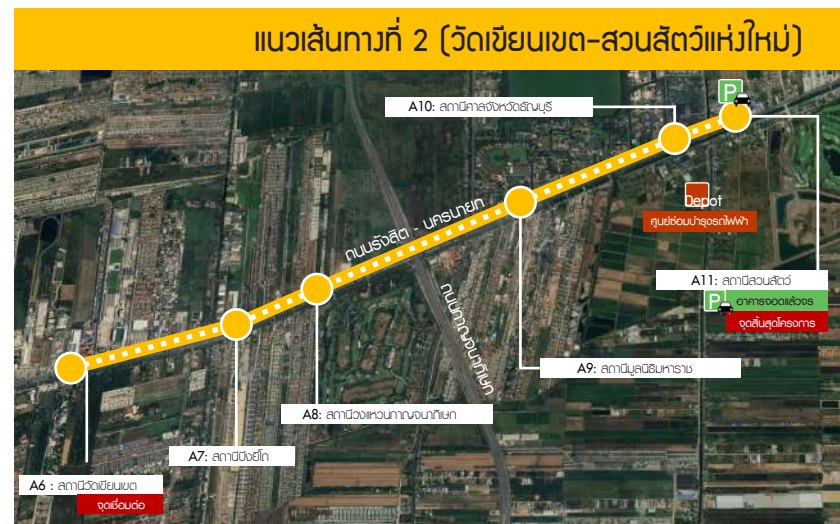 แนวเส้นทางที่ 2 (วัดเขียนเขต-สวนสัตว์แห่งใหม่)
P
A10: สถานีศาลจังหวัดธัญบุรี
Depot
ศูนย์ซ่อมบำรุงรถไฟฟ้า
ถนนรังสิต - นครนายก
A11: สถานีสวนสัตว์
P อาคารจอดแล้วจร
จุดสิ้นสุดโครงการ
ถนนกาญจนาภิเษก
A9: สถานีมูลนิธิมหาราช
A8: สถานีวงแหวนกาญจนาภิเษก
A7: สถานีบึงยี่โถ
A6 : สถานีวัดเขียนเขต
จุดเชื่อมต่อ